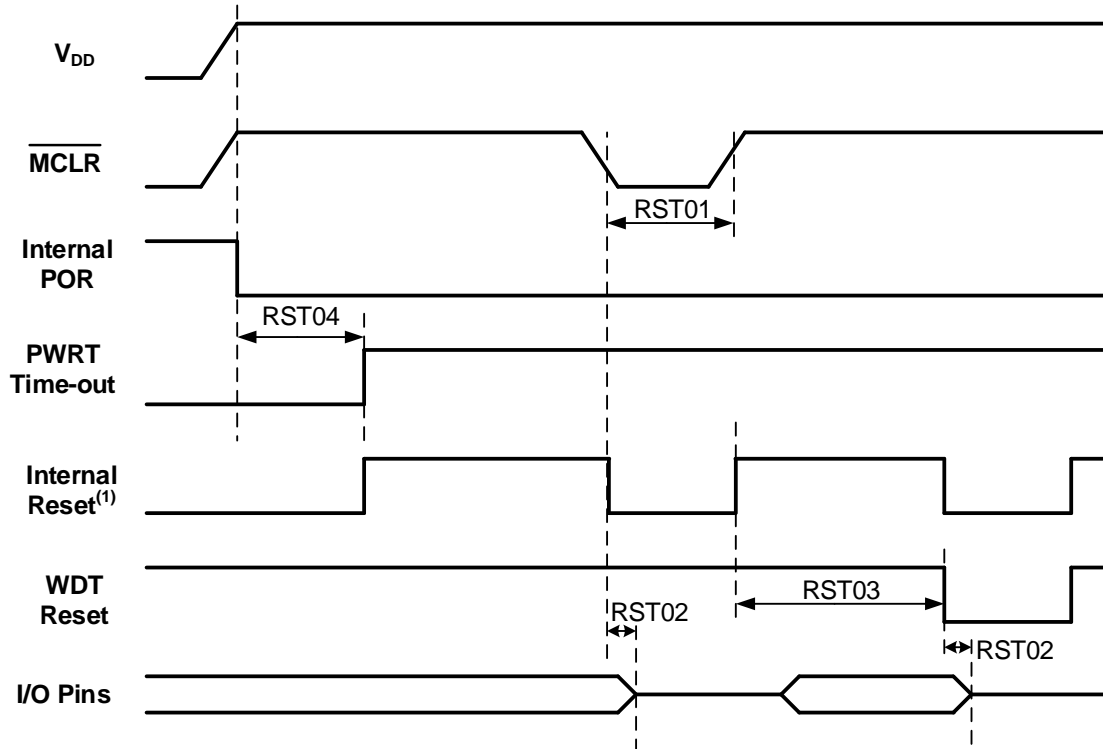 VDD
MCLR
RST01
Internal
POR
RST04
PWRT
Time-out
Internal
Reset(1)
WDT
Reset
RST03
RST02
RST02
I/O Pins